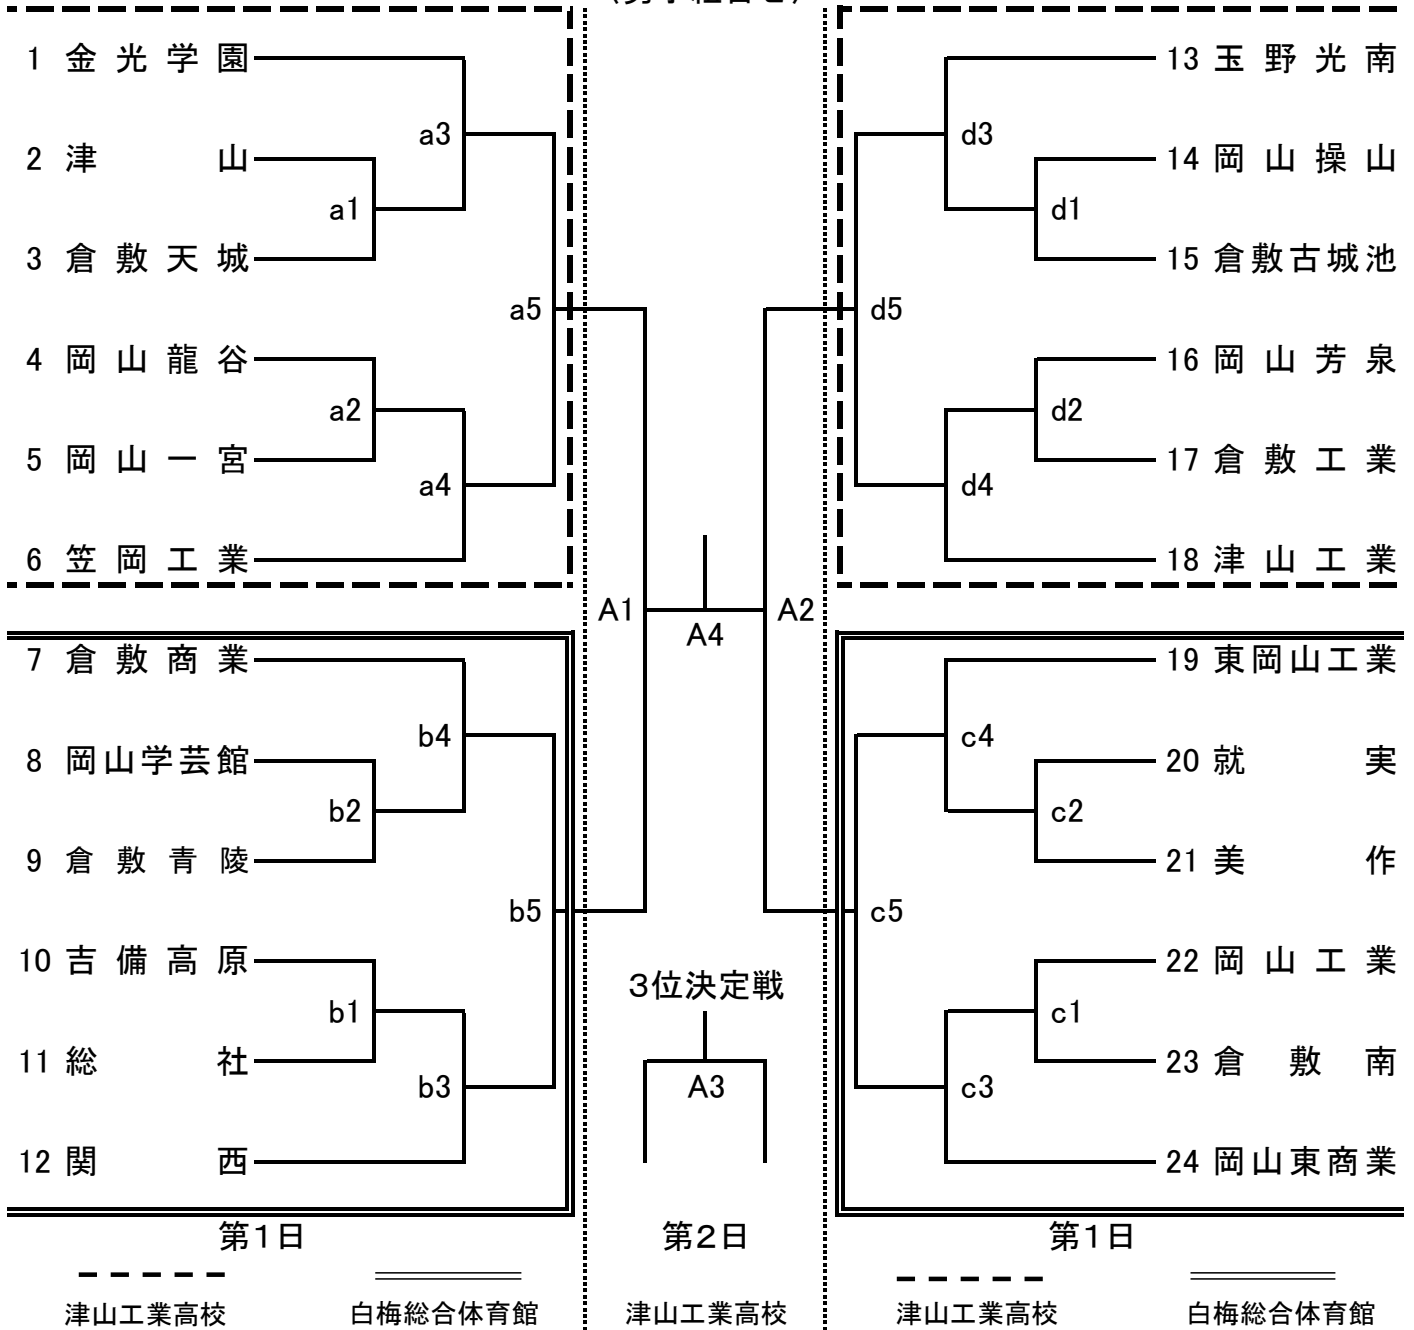 1 金光学園
2 津山
3 倉敷天城
4 岡山龍谷
5 岡山一宮
6 笠岡工業
a3
a1
a5
a2
a4
7 倉敷商業
8 岡山学芸館
9 倉敷青陵
10 吉備高原
11 総社
12 関西
b4
b2
b5
b1
b3
A1
A4
A2
3位決定戦
A3
13 玉野光南
14 岡山操山
15 倉敷古城池
16 岡山芳泉
17 倉敷工業
18 津山工業
d3
d1
d5
d2
d4
19 東岡山工業
20 就実
21 美作
22 岡山工業
23 倉敷南
24 岡山東商業
c4
c2
c5
c1
c3
第1日
第2日
第1日
津山工業高校
白梅総合体育館
津山工業高校
津山工業高校
白梅総合体育館